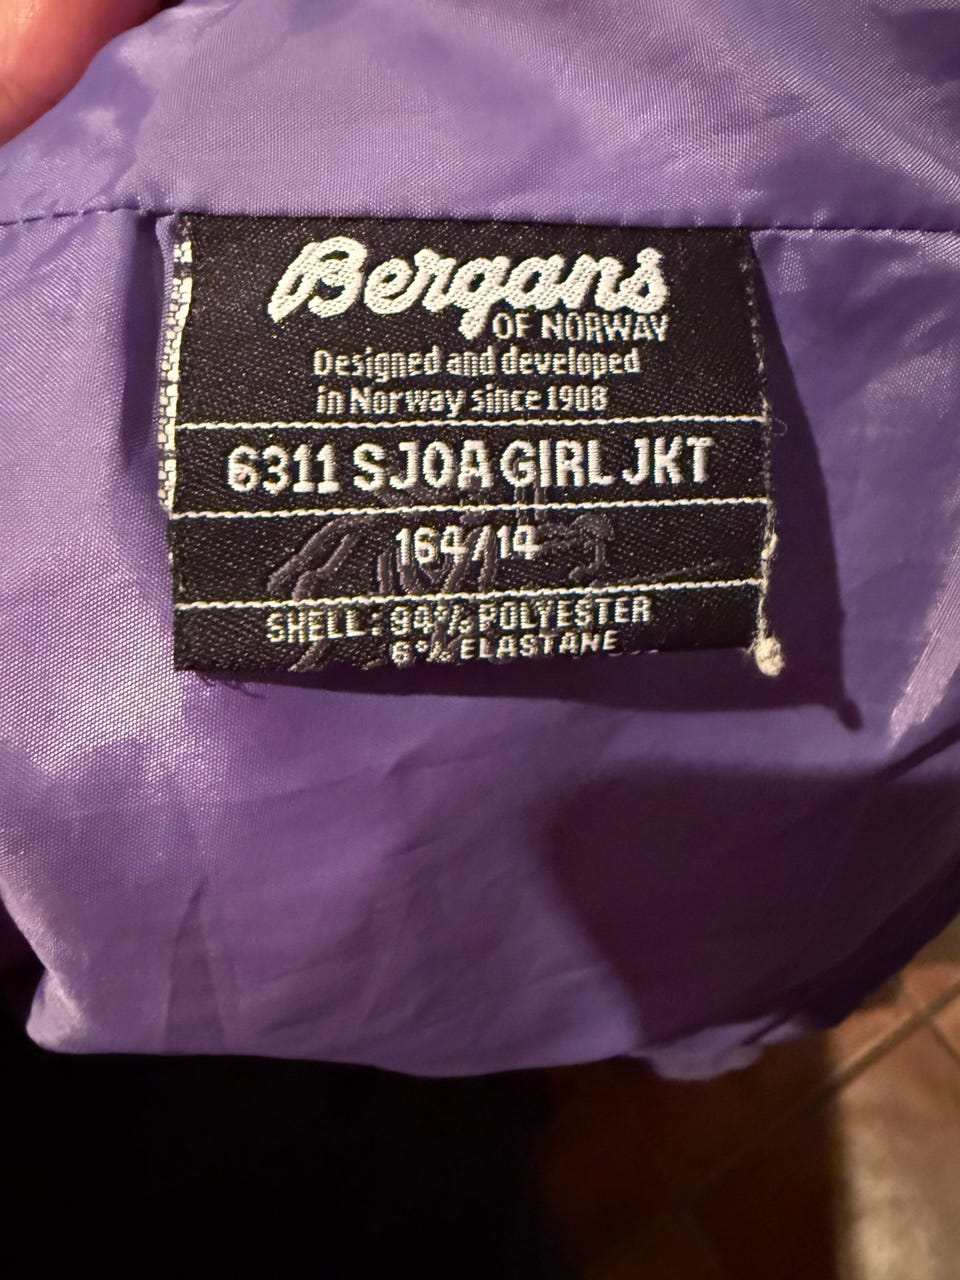 Bergans
OF NORWAY
Designed and developed
in Norway since 1908
6311 SJOA GIRL JKT
164/14
SHELL: 94% POLYESTER
6% ELASTANE